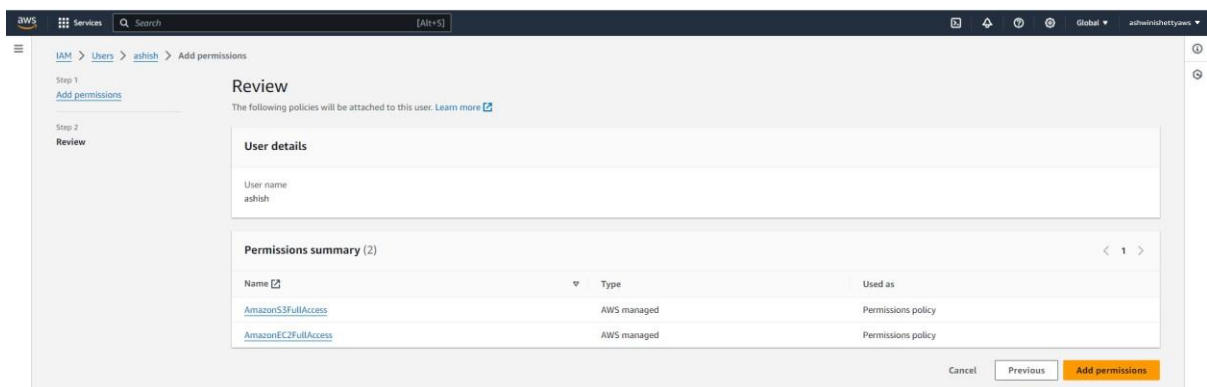 aws Services Search [Alt+S] Global ashwinishettyaws
IAM > Users > ashish > Add permissions
Step 1
Add permissions
Step 2
Review
Review
The following policies will be attached to this user. Learn more
User details
User name
ashish
Permissions summary (2) < 1 >
Name Type Used as
AmazonS3FullAccess AWS managed Permissions policy
AmazonEC2FullAccess AWS managed Permissions policy
Cancel Previous Add permissions